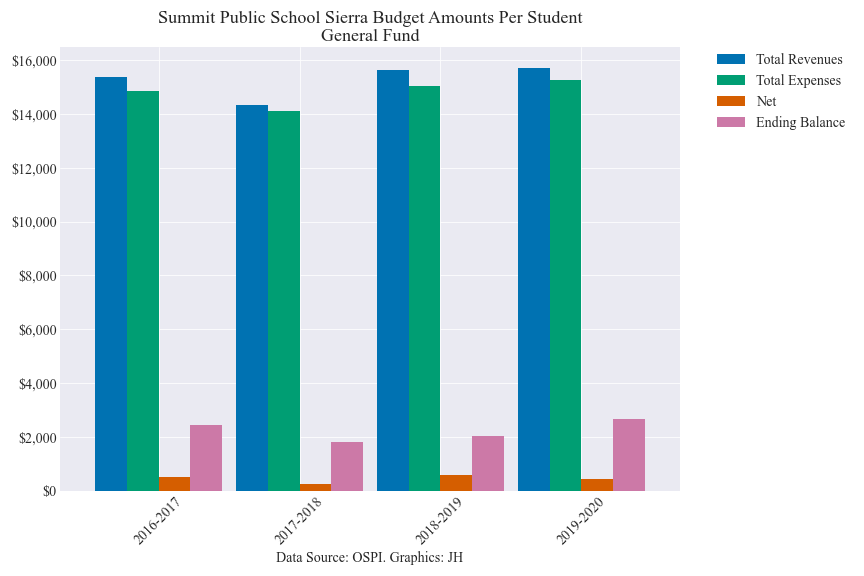 Summit Public School Sierra Budget Amounts Per Student
General Fund
Total Revenues
Total Expenses
Net
Ending Balance
$16,000
$14,000
$12,000
$10,000
$8,000
$6,000
$4,000
$2,000
$0
2016-2017
2017-2018
2018-2019
2019-2020
Data Source: OSPI. Graphics: JH